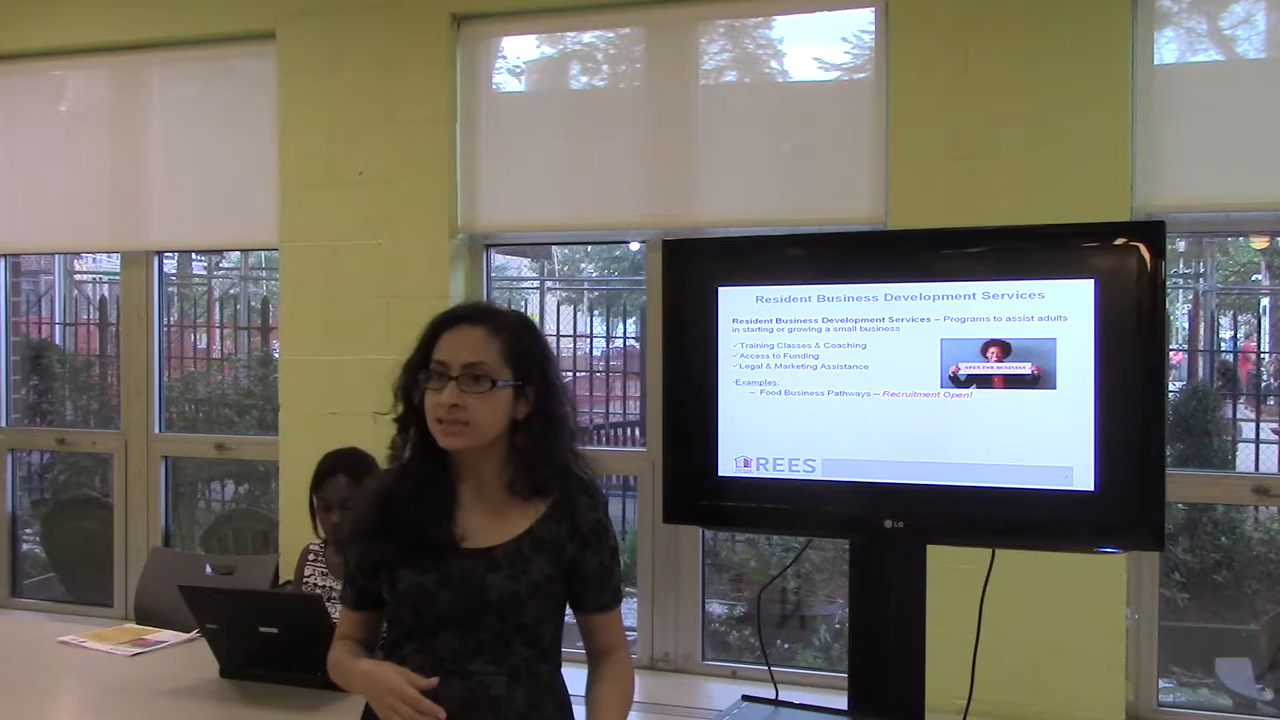 Resident Business Development Services
Resident Business Development Services – Programs to assist adults
in starting or growing a small business
✓Training Classes & Coaching
✓Access to Funding
✓Legal & Marketing Assistance
OPEN FOR BUSINESS
•Examples:
– Food Business Pathways – Recruitment Open!
REES
LG